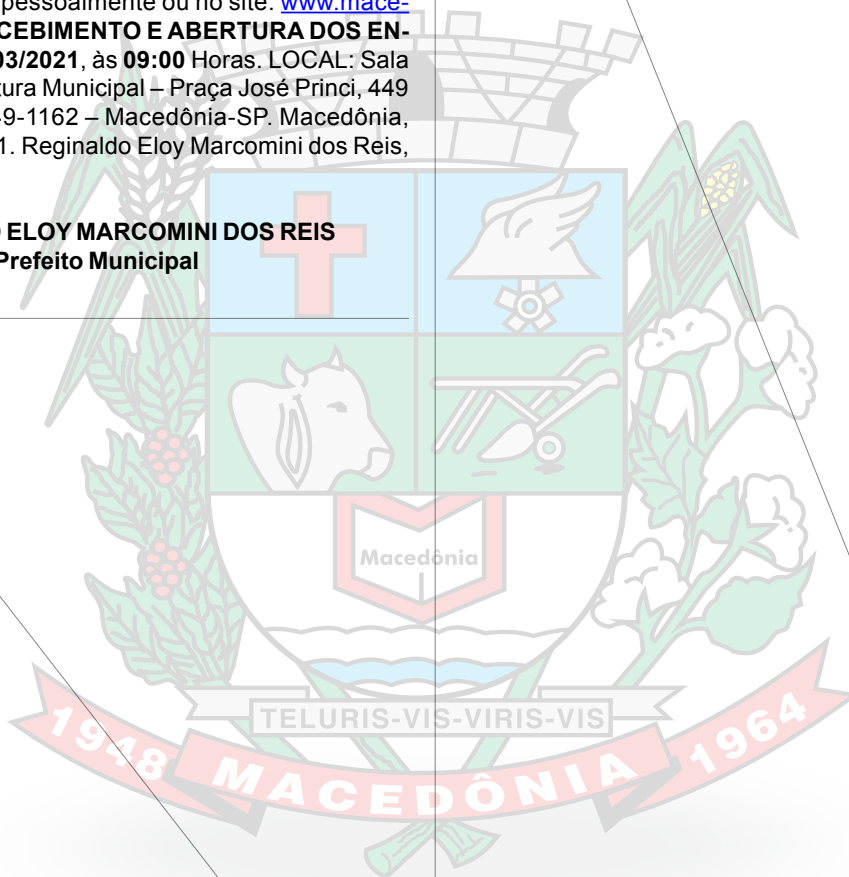 pessoalmente ou no site: www.mace-
CEBIMENTO E ABERTURA DOS EN-
03/2021, às 09:00 Horas. LOCAL: Sala
tura Municipal – Praça José Princi, 449
9-1162 – Macedônia-SP. Macedônia,
1. Reginaldo Eloy Marcomini dos Reis,
ELOY MARCOMINI DOS REIS
Prefeito Municipal
Macedônia
TELURIS-VIS-VIRIS-VIS
1948 MACEDÔNIA 1964